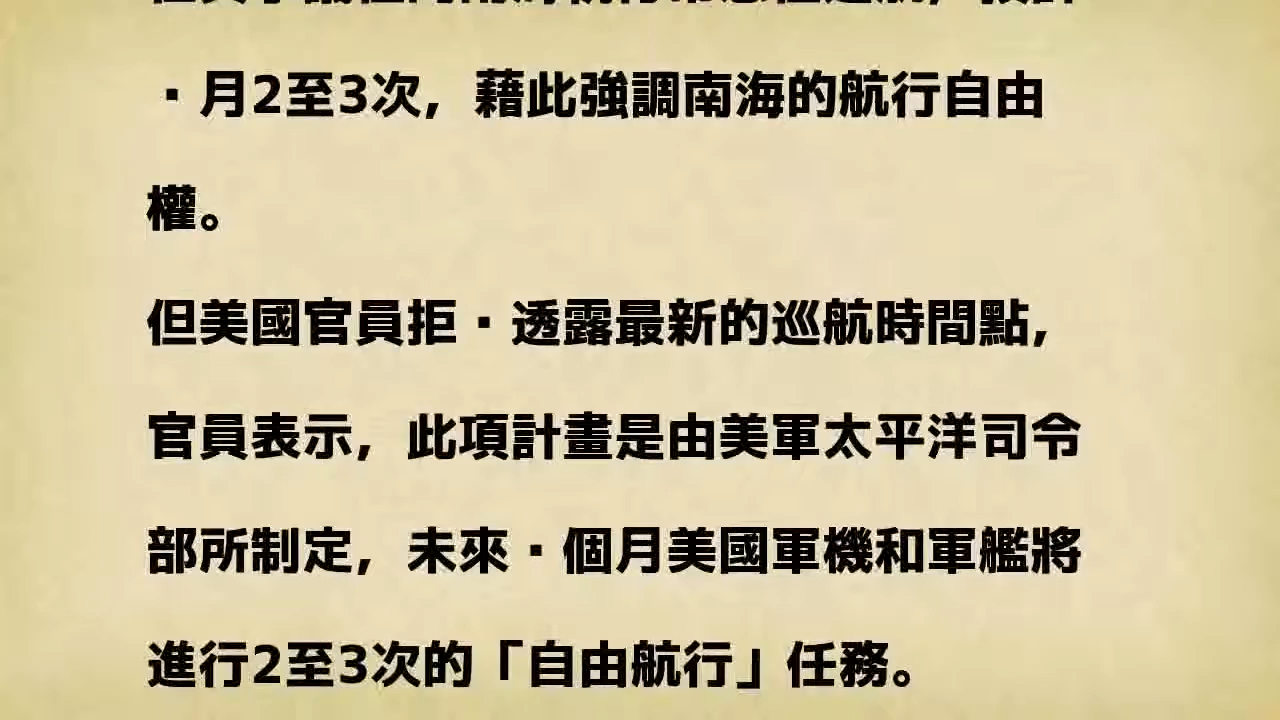 ▪月2至3次，藉此強調南海的航行自由
權。
但美國官員拒▪透露最新的巡航時間點，
官員表示，此項計畫是由美軍太平洋司令
部所制定，未來▪個月美國軍機和軍艦將
進行2至3次的「自由航行」任務。